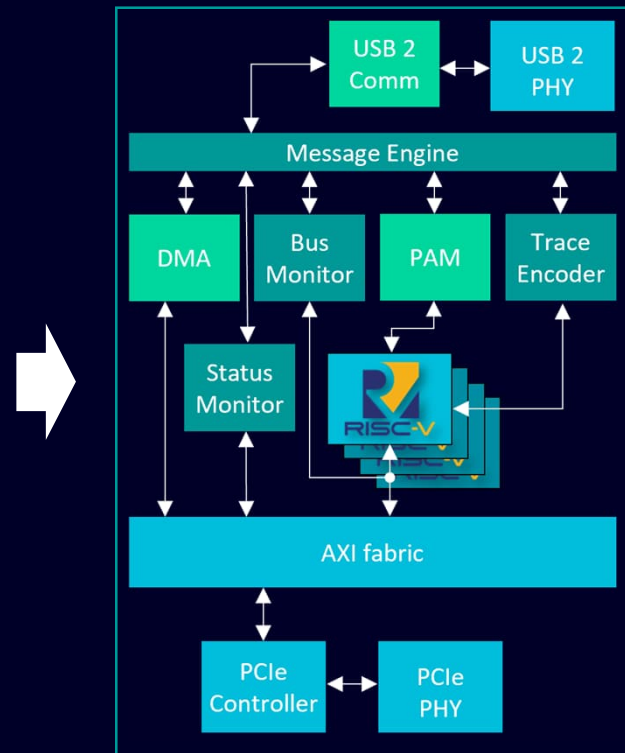 USB 2
Comm
USB 2
PHY
Message Engine
DMA
Bus
Monitor
PAM
Trace
Encoder
Status
Monitor
RISC-V
RISC-V
AXI fabric
PCIe
Controller
PCIe
PHY